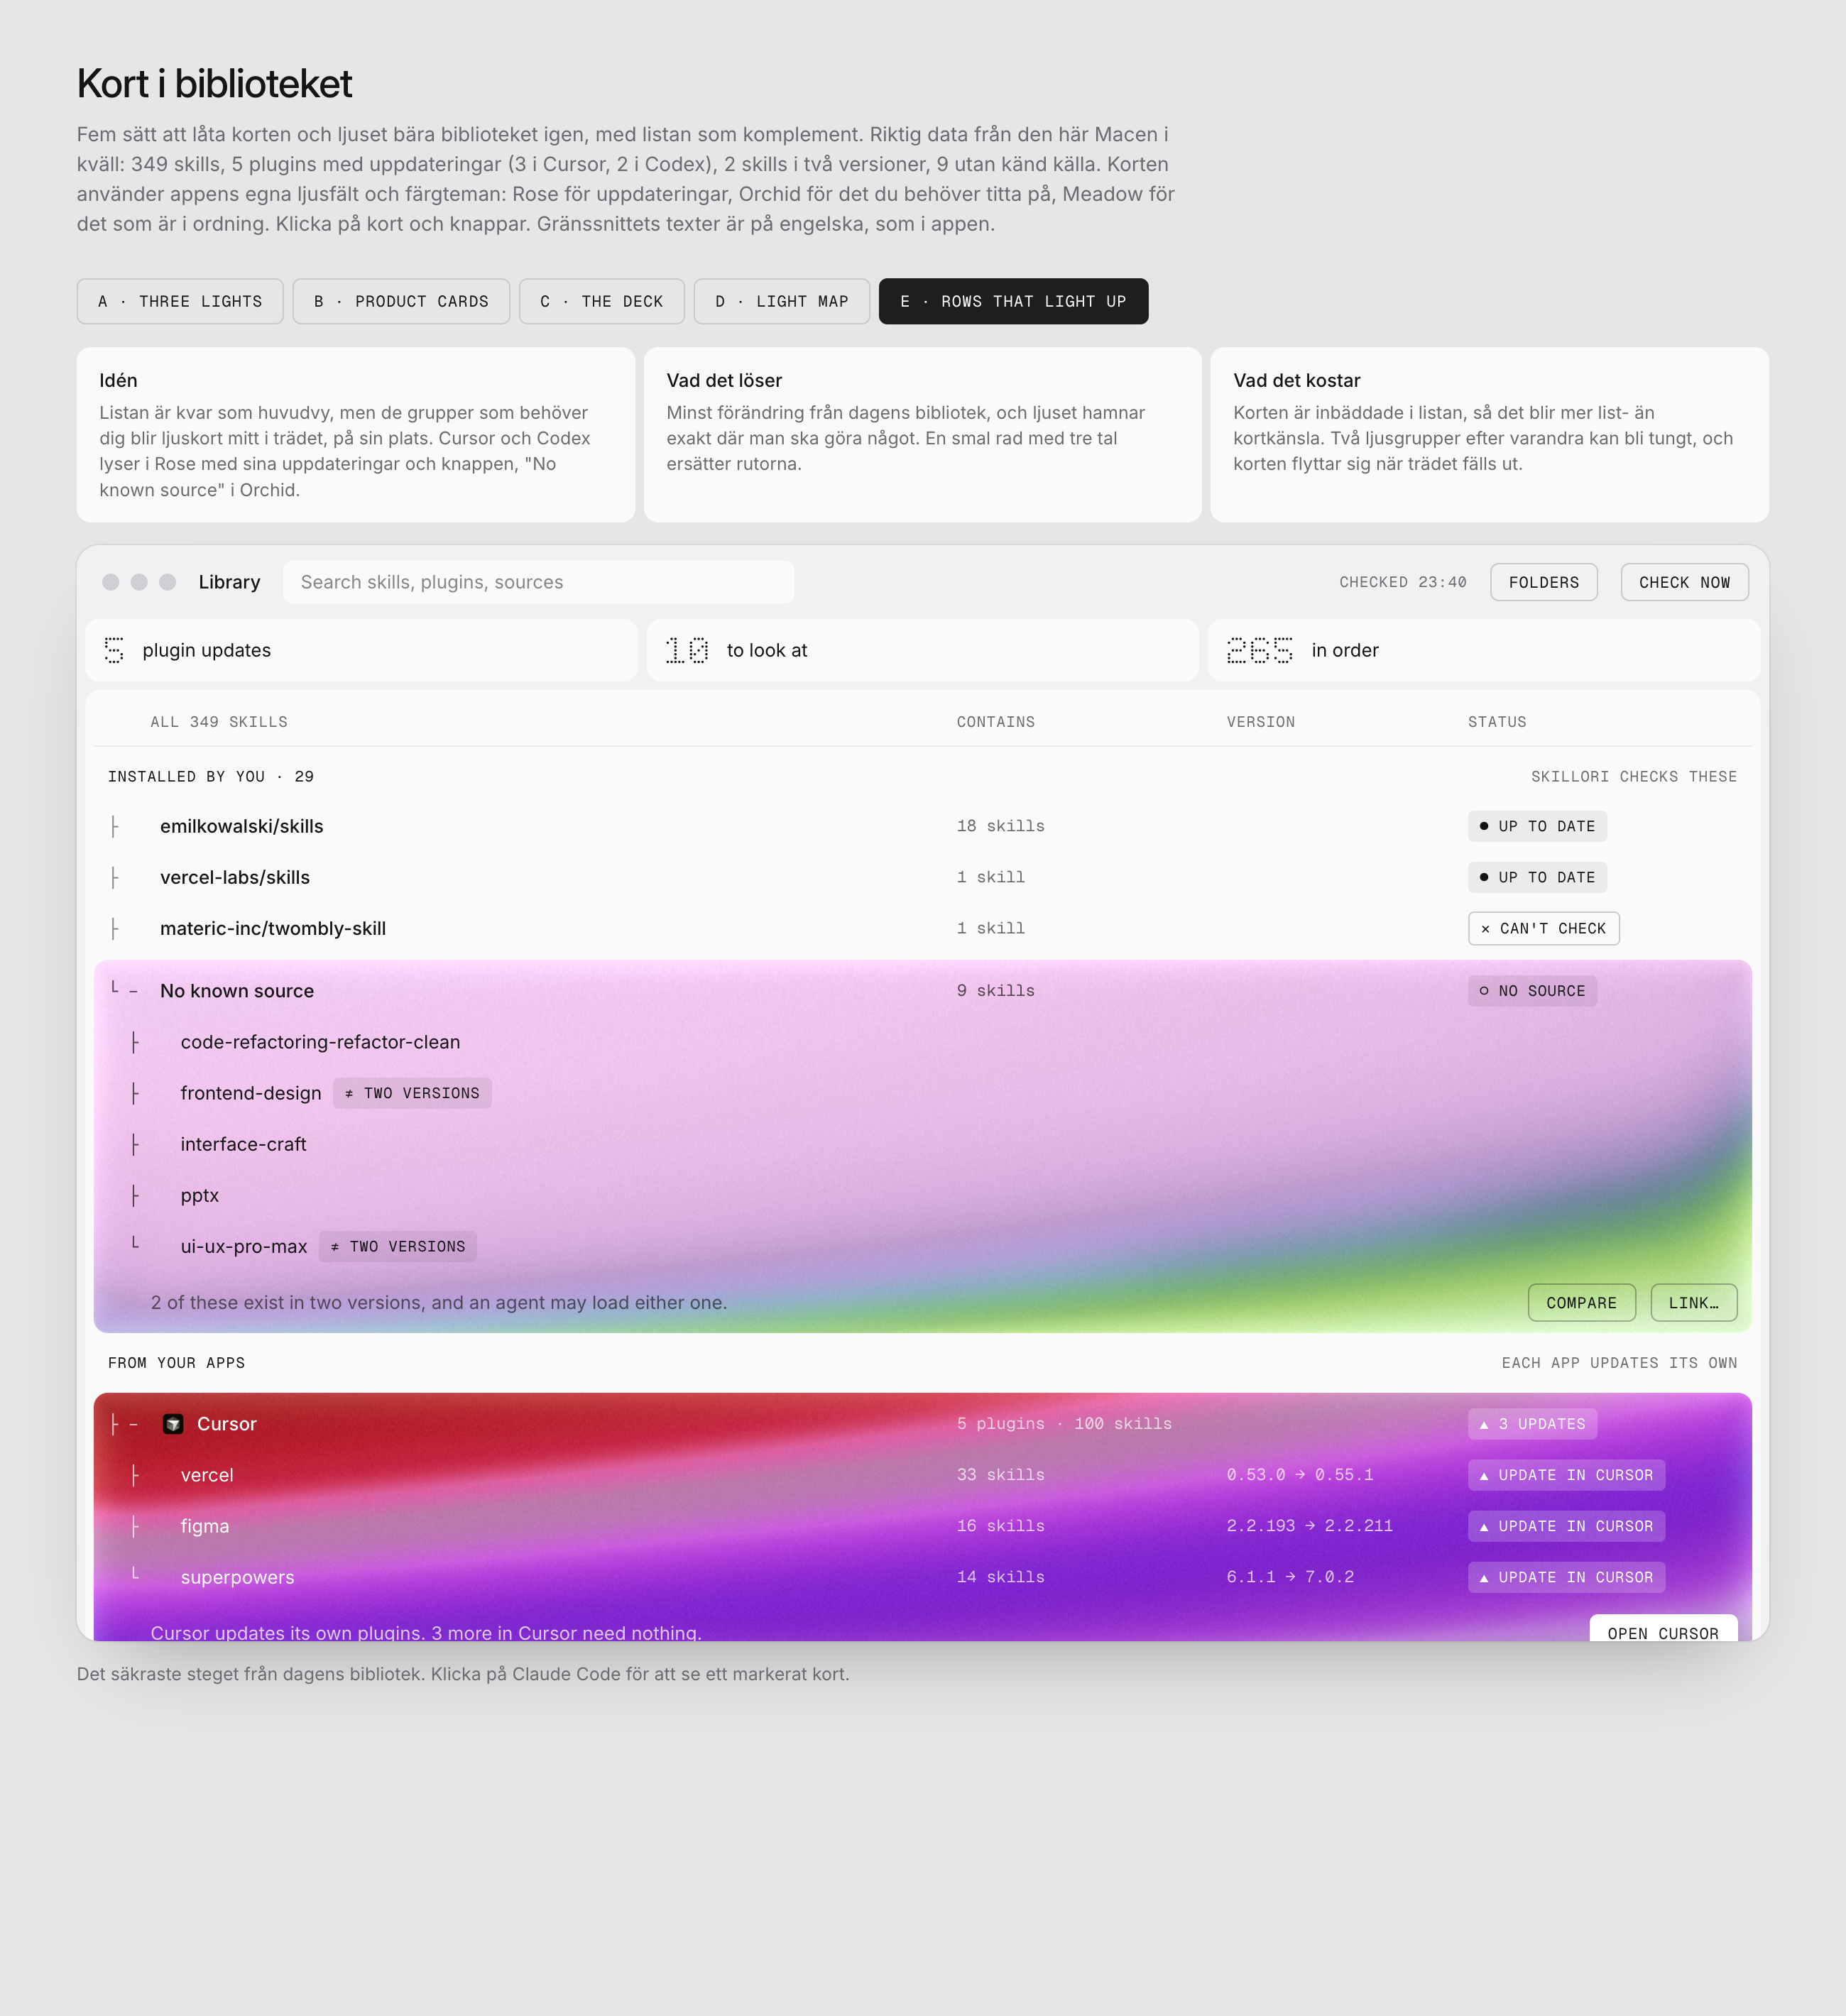 Kort i biblioteket
Fem sätt att låta korten och ljuset bära biblioteket igen, med listan som komplement. Riktig data från den här Macen i
kväll: 349 skills, 5 plugins med uppdateringar (3 i Cursor, 2 i Codex), 2 skills i två versioner, 9 utan känd källa. Korten
använder appens egna ljusfält och färgteman: Rose för uppdateringar, Orchid för det du behöver titta på, Meadow för
det som är i ordning. Klicka på kort och knappar. Gränssnittets texter är på engelska, som i appen.
A · THREE LIGHTS
B · PRODUCT CARDS
C · THE DECK
D · LIGHT MAP
E · ROWS THAT LIGHT UP
Idén
Listan är kvar som huvudvy, men de grupper som behöver
dig blir ljuskort mitt i trädet, på sin plats. Cursor och Codex
lyser i Rose med sina uppdateringar och knappen, "No
known source" i Orchid.
Vad det löser
Minst förändring från dagens bibliotek, och ljuset hamnar
exakt där man ska göra något. En smal rad med tre tal
ersätter rutorna.
Vad det kostar
Korten är inbäddade i listan, så det blir mer list- än
kortkänsla. Två ljusgrupper efter varandra kan bli tungt, och
korten flyttar sig när trädet fälls ut.
Library
Search skills, plugins, sources
CHECKED 23:40
FOLDERS
CHECK NOW
5 plugin updates
10 to look at
265 in order
ALL 349 SKILLS CONTAINS VERSION STATUS
INSTALLED BY YOU · 29 SKILLORI CHECKS THESE
├ emilkowalski/skills 18 skills ● UP TO DATE
├ vercel-labs/skills 1 skill ● UP TO DATE
├ materic-inc/twombly-skill 1 skill × CAN'T CHECK
└ – No known source 9 skills ○ NO SOURCE
├ code-refactoring-refactor-clean
├ frontend-design ≠ TWO VERSIONS
├ interface-craft
├ pptx
└ ui-ux-pro-max ≠ TWO VERSIONS
2 of these exist in two versions, and an agent may load either one. COMPARE LINK…
FROM YOUR APPS EACH APP UPDATES ITS OWN
├ – Cursor 5 plugins · 100 skills ▲ 3 UPDATES
├ vercel 33 skills 0.53.0 → 0.55.1 ▲ UPDATE IN CURSOR
├ figma 16 skills 2.2.193 → 2.2.211 ▲ UPDATE IN CURSOR
└ superpowers 14 skills 6.1.1 → 7.0.2 ▲ UPDATE IN CURSOR
Cursor updates its own plugins. 3 more in Cursor need nothing. OPEN CURSOR
Det säkraste steget från dagens bibliotek. Klicka på Claude Code för att se ett markerat kort.